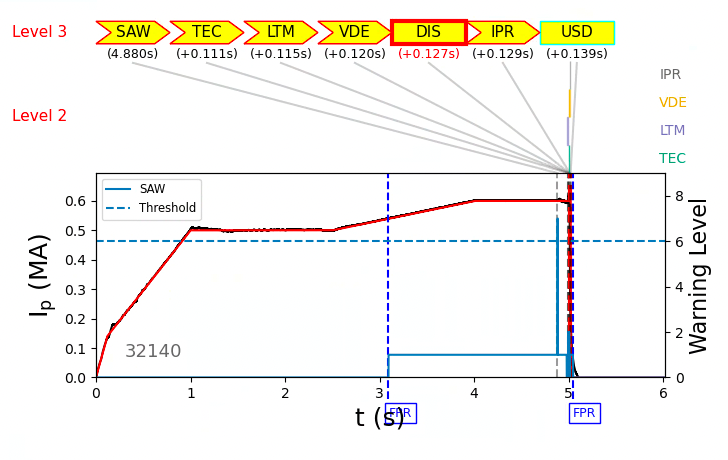 Level 3 SAW TEC LTM VDE DIS IPR USD
(4.880s) (+0.111s) (+0.115s) (+0.120s) (+0.127s) (+0.129s) (+0.139s)
IPR
VDE
Level 2
LTM
TEC
SAW
Threshold
0.6
0.5
0.4
0.3
0.2
0.1
0.0
Ip (MA)
8
6
4
2
0
Warning Level
32140
0 1 2 3 4 5 6
t (s)
FPR FPR